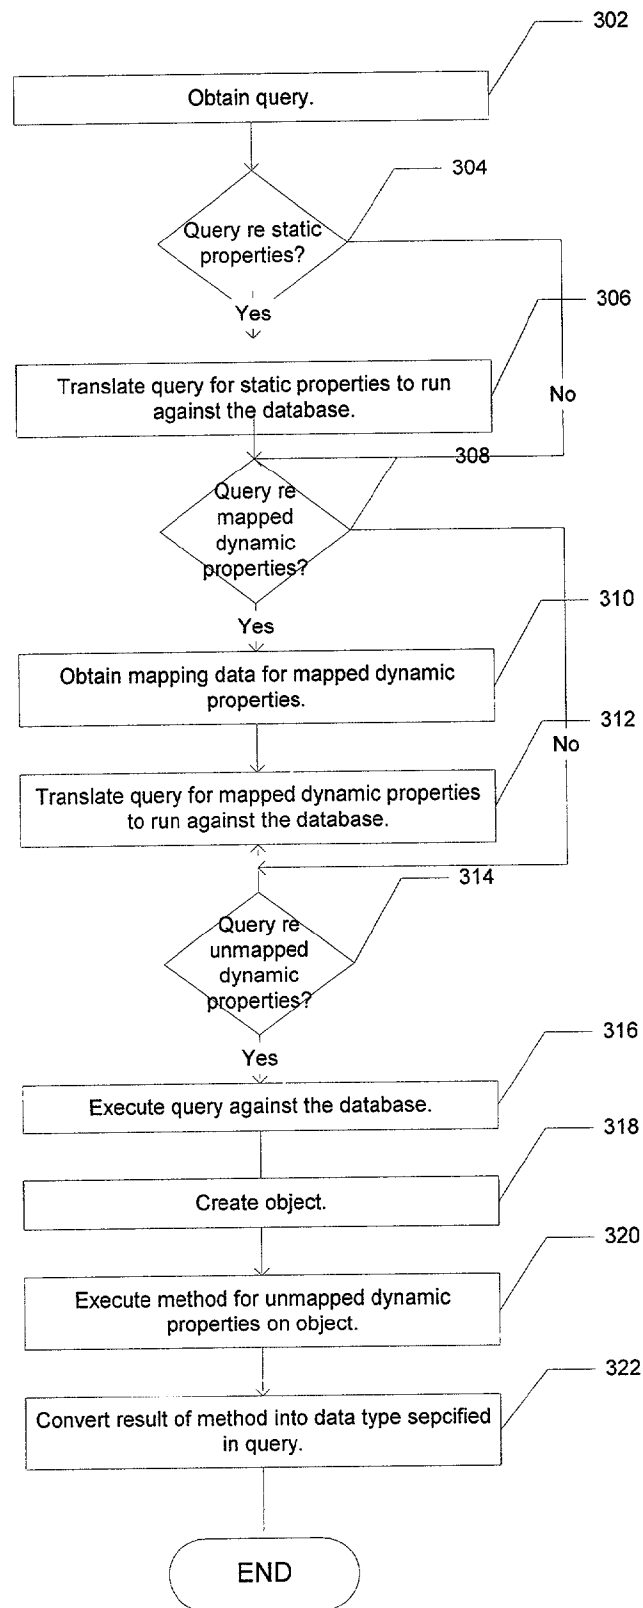 302
Obtain query.
304
Query re static
properties?
Yes
306
Translate query for static properties to run
against the database.
No
308
Query re
mapped
dynamic
properties?
Yes
310
Obtain mapping data for mapped dynamic
properties.
312
No
Translate query for mapped dynamic properties
to run against the database.
314
Query re
unmapped
dynamic
properties?
Yes
316
Execute query against the database.
318
Create object.
320
Execute method for unmapped dynamic
properties on object.
322
Convert result of method into data type sepcified
in query.
END